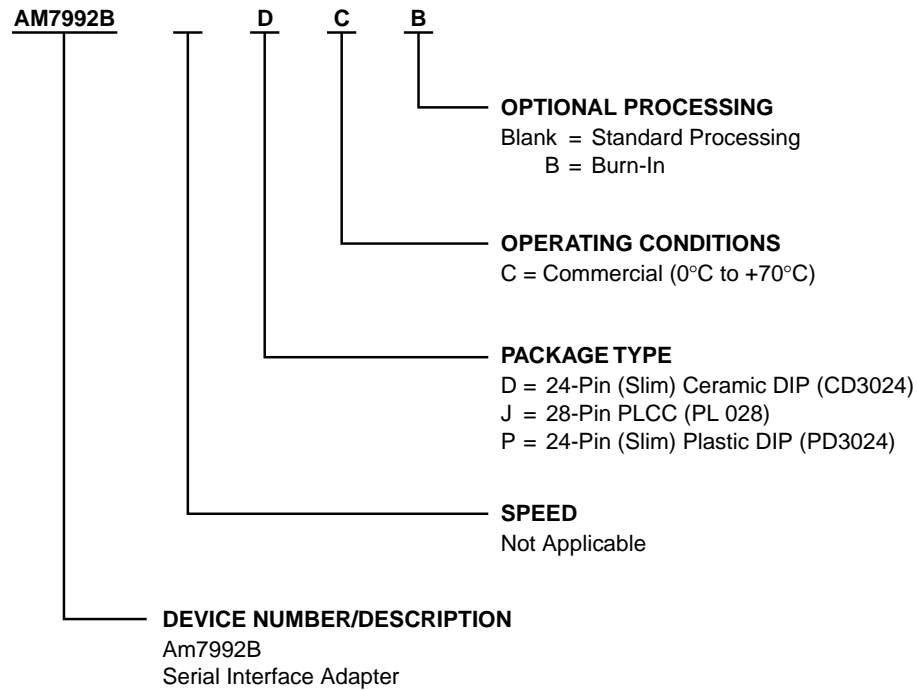 AM7992B D C B
OPTIONAL PROCESSING
Blank = Standard Processing
B = Burn-In
OPERATING CONDITIONS
C = Commercial (0°C to +70°C)
PACKAGE TYPE
D = 24-Pin (Slim) Ceramic DIP (CD3024)
J = 28-Pin PLCC (PL 028)
P = 24-Pin (Slim) Plastic DIP (PD3024)
SPEED
Not Applicable
DEVICE NUMBER/DESCRIPTION
Am7992B
Serial Interface Adapter